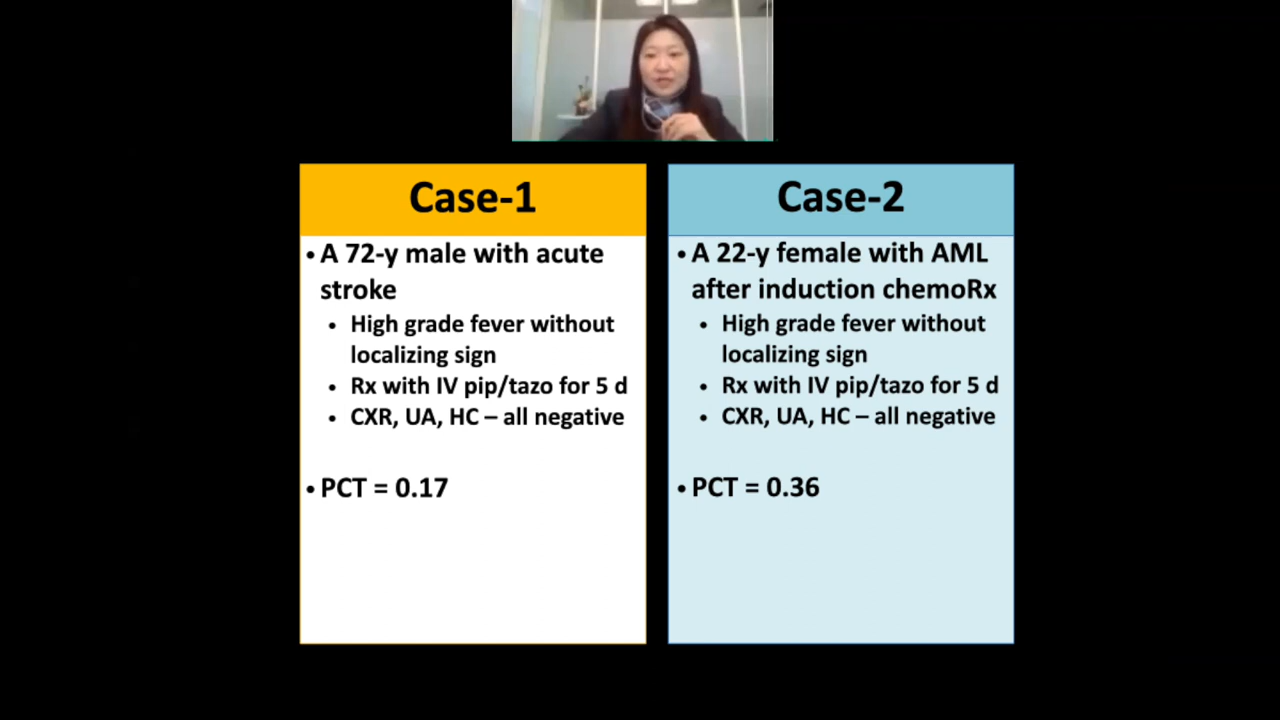 Case-1
• A 72-y male with acute
stroke
• High grade fever without
localizing sign
• Rx with IV pip/tazo for 5 d
• CXR, UA, HC – all negative
• PCT = 0.17
Case-2
• A 22-y female with AML
after induction chemoRx
• High grade fever without
localizing sign
• Rx with IV pip/tazo for 5 d
• CXR, UA, HC – all negative
• PCT = 0.36